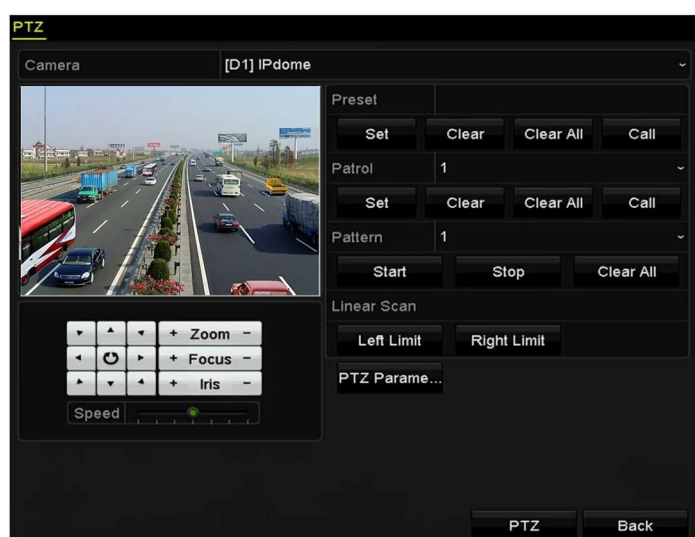 PTZ
Camera [D1] IPdome
Preset
Set Clear Clear All Call
Patrol 1
Set Clear Clear All Call
Pattern 1
Start Stop Clear All
Linear Scan
Left Limit Right Limit
PTZ Parame...
+ Zoom −
+ Focus −
+ Iris −
Speed
PTZ Back